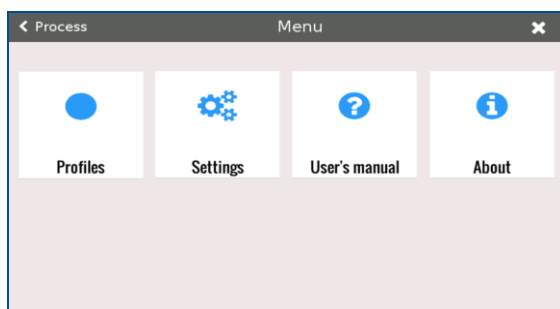 Process
Menu
Profiles
Settings
User's manual
About